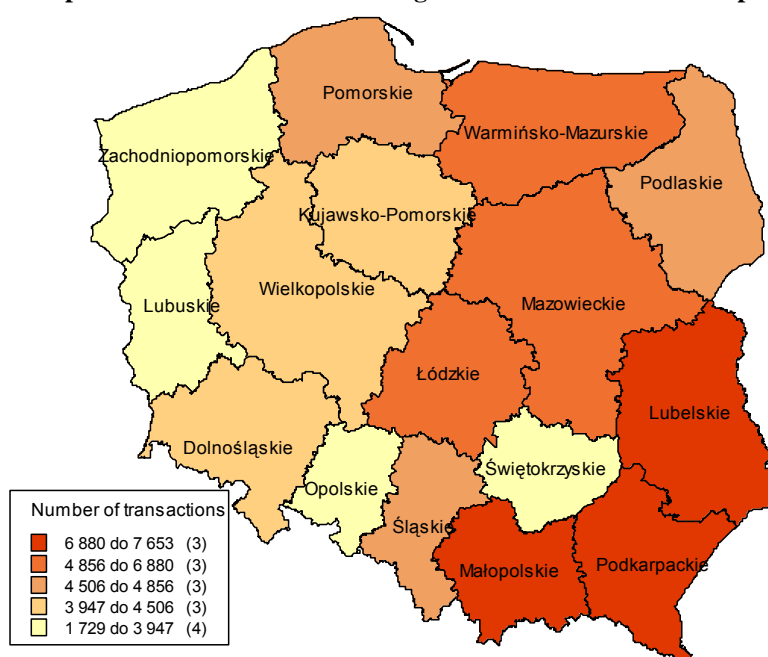 Pomorskie
Warmińsko-Mazurskie
Zachodniopomorskie
Podlaskie
Kujawsko-Pomorskie
Wielkopolskie
Lubuskie
Mazowieckie
Łódzkie
Lubelskie
Dolnośląskie
Świętokrzyskie
Opolskie
Śląskie
Małopolskie
Podkarpackie
Number of transactions
6 880 do 7 653 (3)
4 856 do 6 880 (3)
4 506 do 4 856 (3)
3 947 do 4 506 (3)
1 729 do 3 947 (4)